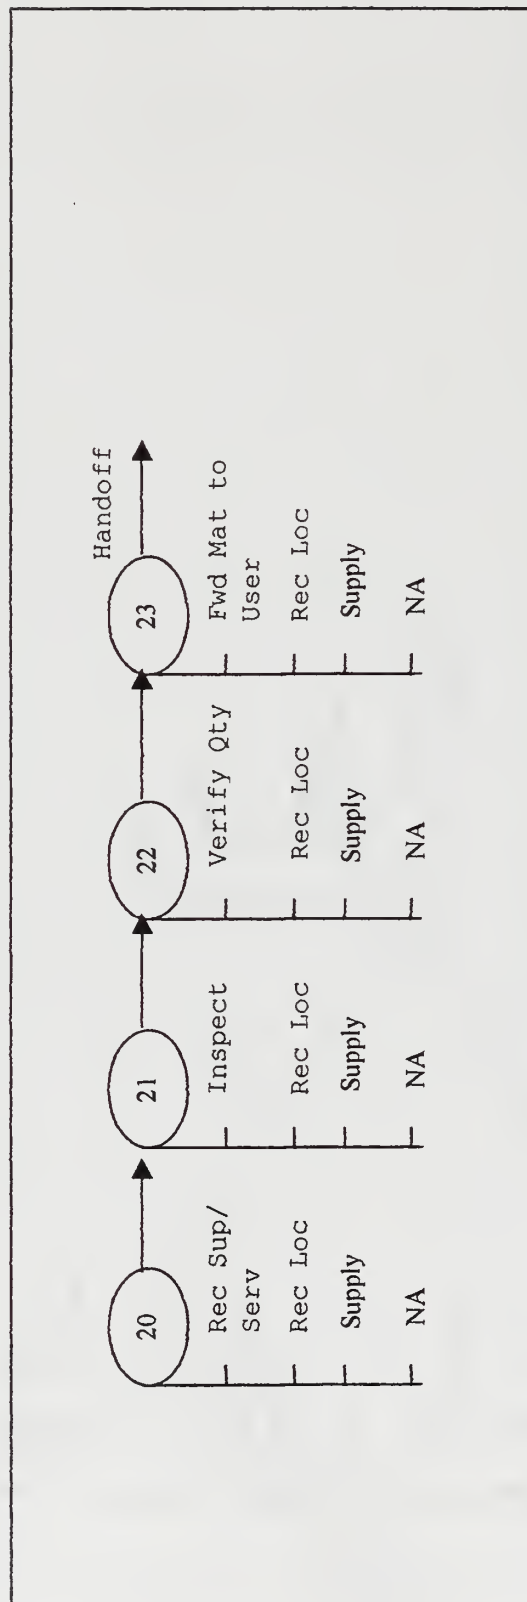 Handoff
20
21
22
23
Rec Sup/
Serv
Inspect
Verify Qty
Fwd Mat to
User
Rec Loc
Rec Loc
Rec Loc
Rec Loc
Supply
Supply
Supply
Supply
NA
NA
NA
NA